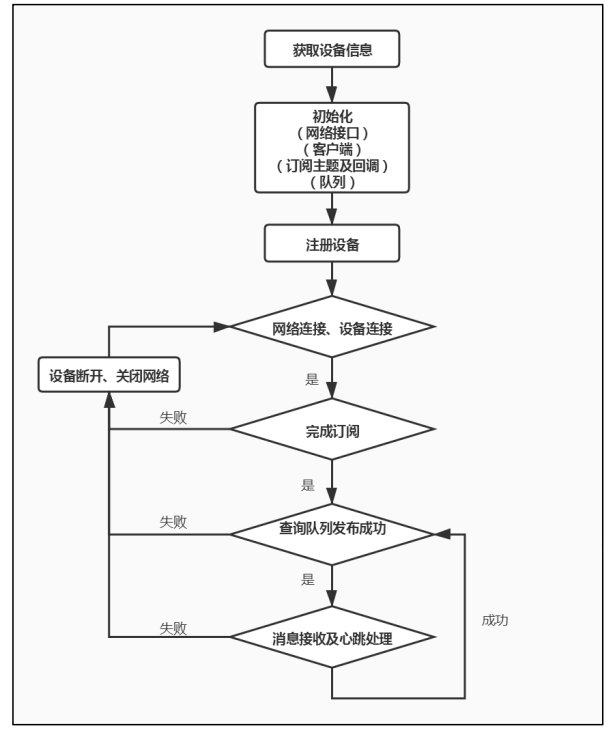 获取设备信息
初始化
（网络接口）
（客户端）
（订阅主题及回调）
（队列）
注册设备
网络连接、设备连接
设备断开、关闭网络
是
失败
完成订阅
是
失败
查询队列发布成功
是
成功
失败
消息接收及心跳处理